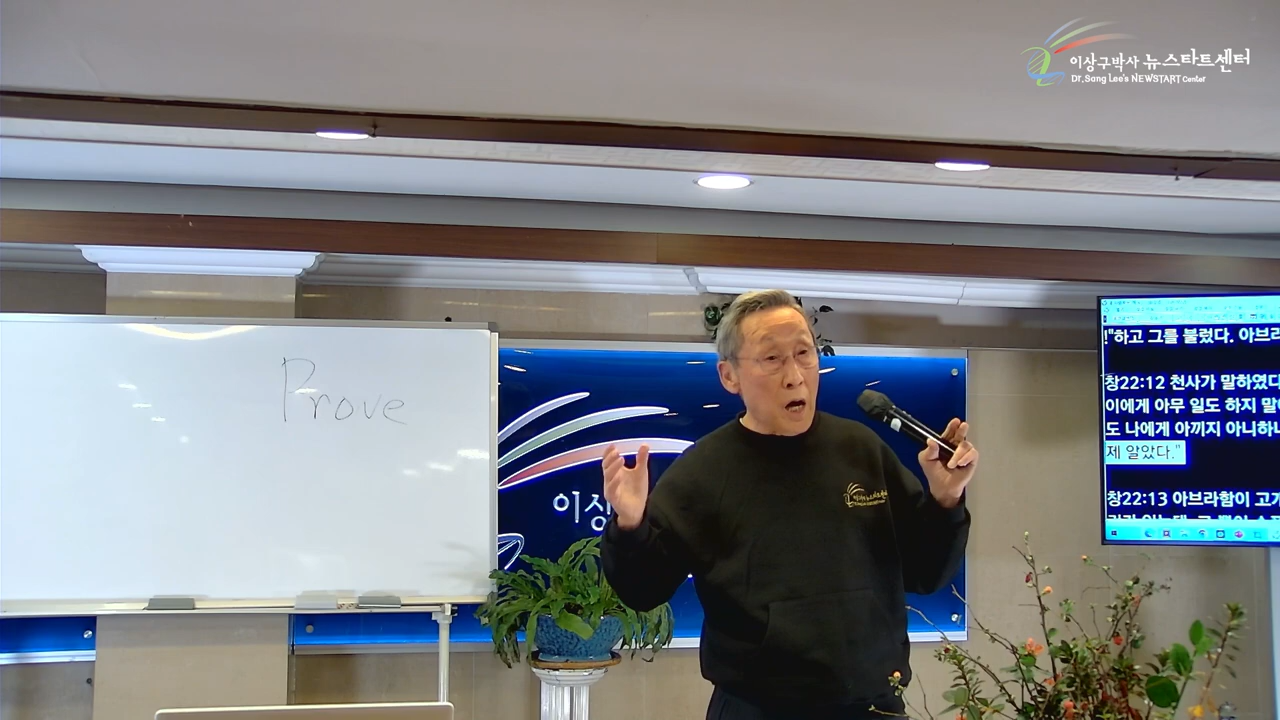 이상구박사 뉴스타트센터
Dr. Sang Lee's NEWSTART Center
Prove
이상
!"하고 그를 불렀다. 아브라
창22:12 천사가 말하였다
이에게 아무 일도 하지 말
도 나에게 아끼지 아니하니
제 알았다."
창22:13 아브라함이 고개